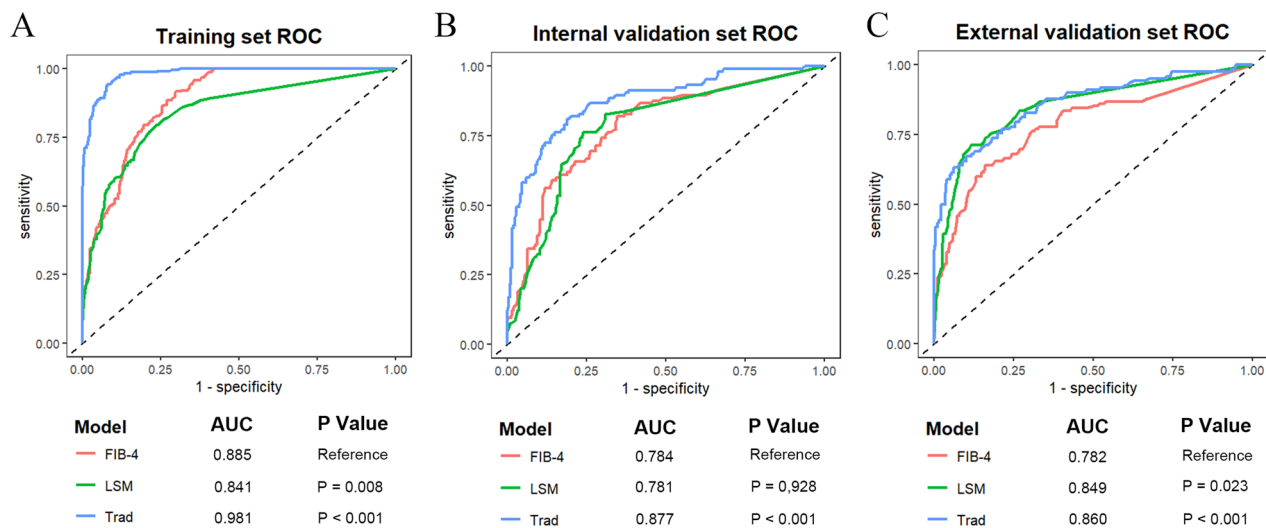 A
Training set ROC
1.00
0.75
0.50
0.25
0.00
sensitivity
0.00 0.25 0.50 0.75 1.00
1 - specificity
Model AUC P Value
FIB-4 0.885 Reference
LSM 0.841 P = 0.008
Trad 0.981 P < 0.001
B
Internal validation set ROC
1.00
0.75
0.50
0.25
0.00
sensitivity
0.00 0.25 0.50 0.75 1.00
1 - specificity
Model AUC P Value
FIB-4 0.784 Reference
LSM 0.781 P = 0,928
Trad 0.877 P < 0.001
C
External validation set ROC
1.00
0.75
0.50
0.25
0.00
sensitivity
0.00 0.25 0.50 0.75 1.00
1 - specificity
Model AUC P Value
FIB-4 0.782 Reference
LSM 0.849 P = 0.023
Trad 0.860 P < 0.001